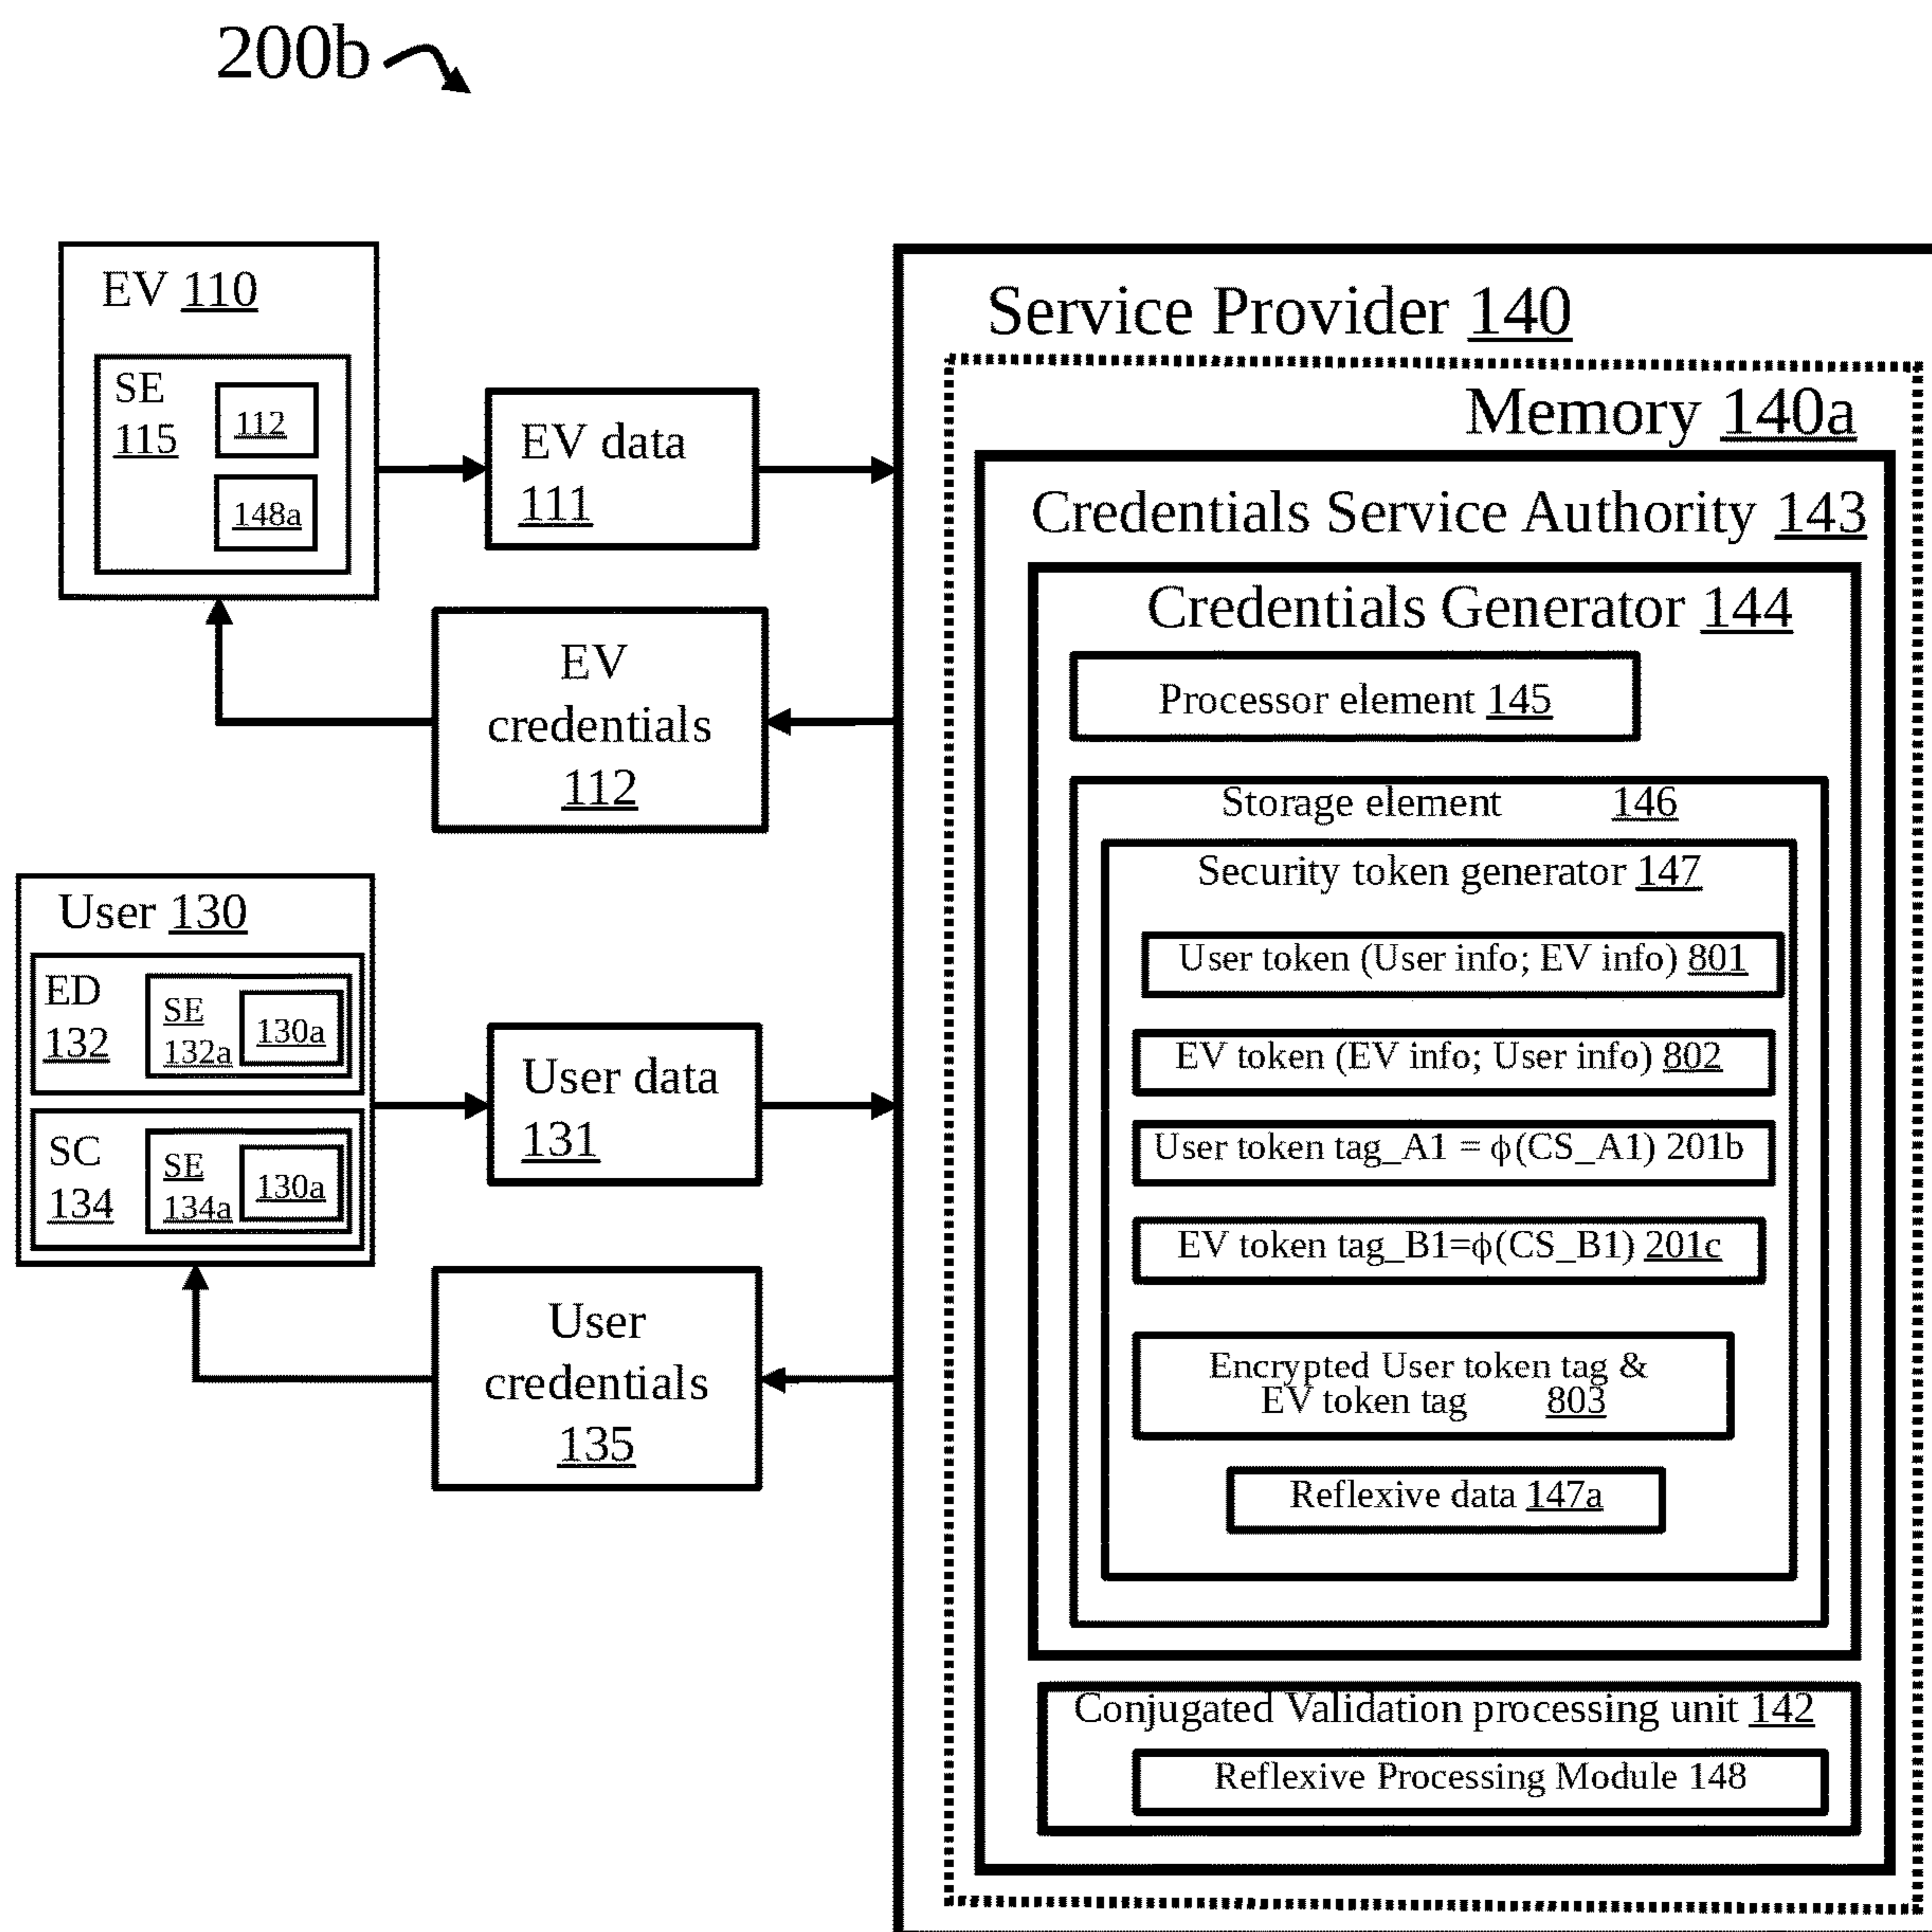 200b
EV 110
SE
115
112
148a
EV data
111
EV
credentials
112
User 130
ED
132
SE
132a
130a
SC
134
SE
134a
130a
User data
131
User
credentials
135
Service Provider 140
Memory 140a
Credentials Service Authority 143
Credentials Generator 144
Processor element 145
Storage element 146
Security token generator 147
User token (User info; EV info) 801
EV token (EV info; User info) 802
User token tag_A1 = ϕ(CS_A1) 201b
EV token tag_B1=ϕ(CS_B1) 201c
Encrypted User token tag &
EV token tag 803
Reflexive data 147a
Conjugated Validation processing unit 142
Reflexive Processing Module 148